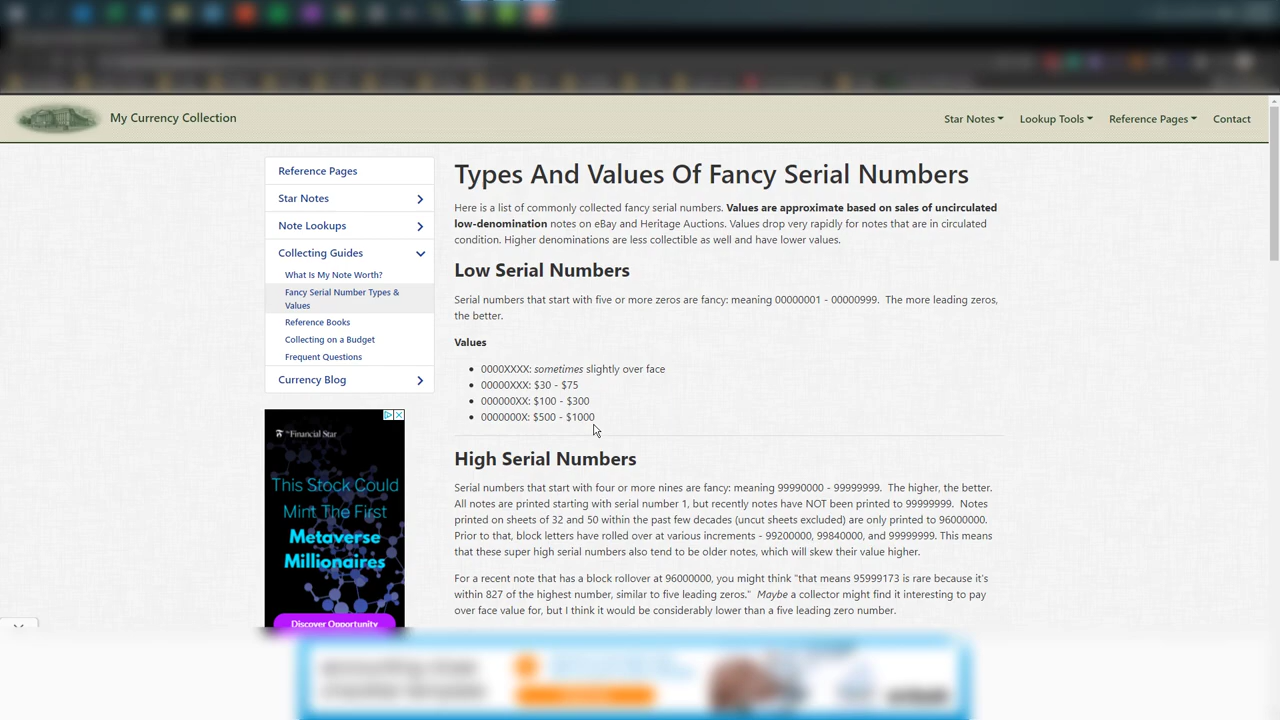 My Currency Collection
Star Notes
Lookup Tools
Reference Pages
Contact
Reference Pages
Star Notes
Note Lookups
Collecting Guides
What Is My Note Worth?
Fancy Serial Number Types &
Values
Reference Books
Collecting on a Budget
Frequent Questions
Currency Blog
The Financial Star
This Stock Could
Mint The First
Metaverse
Millionaires
Discover Opportunity
Types And Values Of Fancy Serial Numbers
Here is a list of commonly collected fancy serial numbers. Values are approximate based on sales of uncirculated
low-denomination notes on eBay and Heritage Auctions. Values drop very rapidly for notes that are in circulated
condition. Higher denominations are less collectible as well and have lower values.
Low Serial Numbers
Serial numbers that start with five or more zeros are fancy: meaning 00000001 - 00000999. The more leading zeros,
the better.
Values
0000XXXX: sometimes slightly over face
00000XXX: $30 - $75
000000XX: $100 - $300
0000000X: $500 - $1000
High Serial Numbers
Serial numbers that start with four or more nines are fancy: meaning 99990000 - 99999999. The higher, the better.
All notes are printed starting with serial number 1, but recently notes have NOT been printed to 99999999. Notes
printed on sheets of 32 and 50 within the past few decades (uncut sheets excluded) are only printed to 96000000.
Prior to that, block letters have rolled over at various increments - 99200000, 99840000, and 99999999. This means
that these super high serial numbers also tend to be older notes, which will skew their value higher.
For a recent note that has a block rollover at 96000000, you might think "that means 95999173 is rare because it's
within 827 of the highest number, similar to five leading zeros." Maybe a collector might find it interesting to pay
over face value for, but I think it would be considerably lower than a five leading zero number.